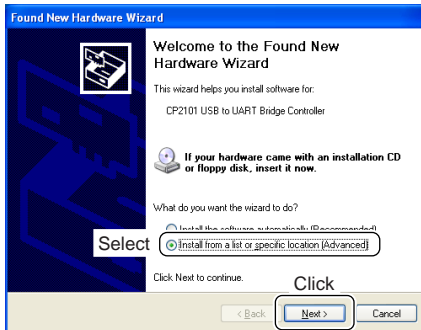 Found New Hardware Wizard
Welcome to the Found New
Hardware Wizard
This wizard helps you install software for:
CP2101 USB to UART Bridge Controller
If your hardware came with an installation CD
or floppy disk, insert it now.
What do you want the wizard to do?
Install the software automatically (Recommended)
Select
Install from a list or specific location (Advanced)
Click Next to continue.
Click
< Back
Next >
Cancel